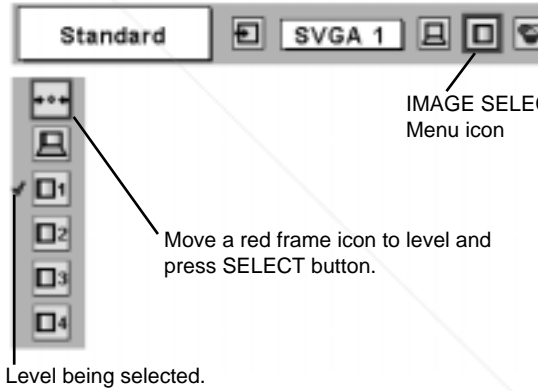 Standard
SVGA 1
IMAGE SELEC
Menu icon
1
2
3
4
Move a red frame icon to level and
press SELECT button.
Level being selected.